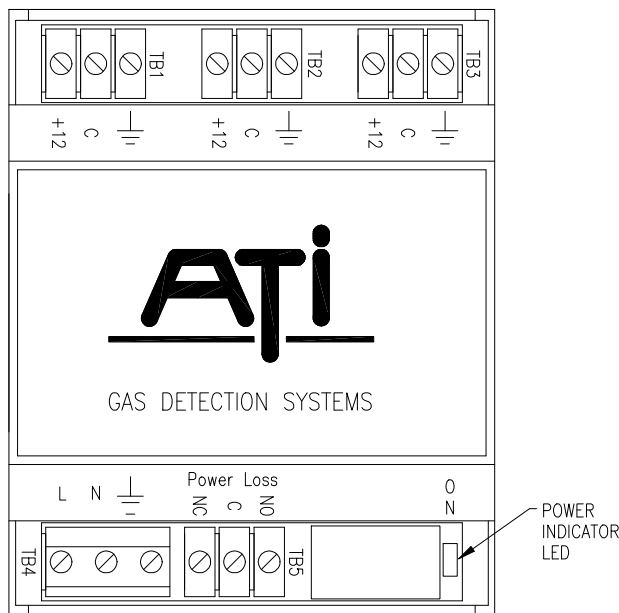 TB1 TB2 TB3
+12 C +12 C +12 C
ATi
GAS DETECTION SYSTEMS
Power Loss
L N NC C NO ON
TB4 TB5
POWER
INDICATOR
LED